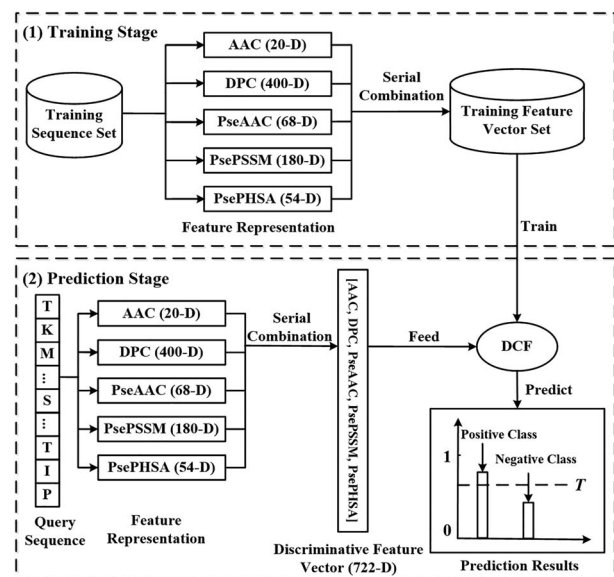 (1) Training Stage
Training
Sequence Set
AAC (20-D)
DPC (400-D)
PseAAC (68-D)
PsePSSM (180-D)
PsePHSA (54-D)
Feature Representation
Serial
Combination
Training Feature
Vector Set
Train
(2) Prediction Stage
T
K
M
...
S
...
T
I
P
Query
Sequence
AAC (20-D)
DPC (400-D)
PseAAC (68-D)
PsePSSM (180-D)
PsePHSA (54-D)
Feature
Representation
Serial
Combination
[AAC, DPC, PseAAC, PsePSSM, PsePHSA]
Discriminative Feature
Vector (722-D)
Feed
DCF
Predict
Positive Class
1
Negative Class
T
0
Prediction Results